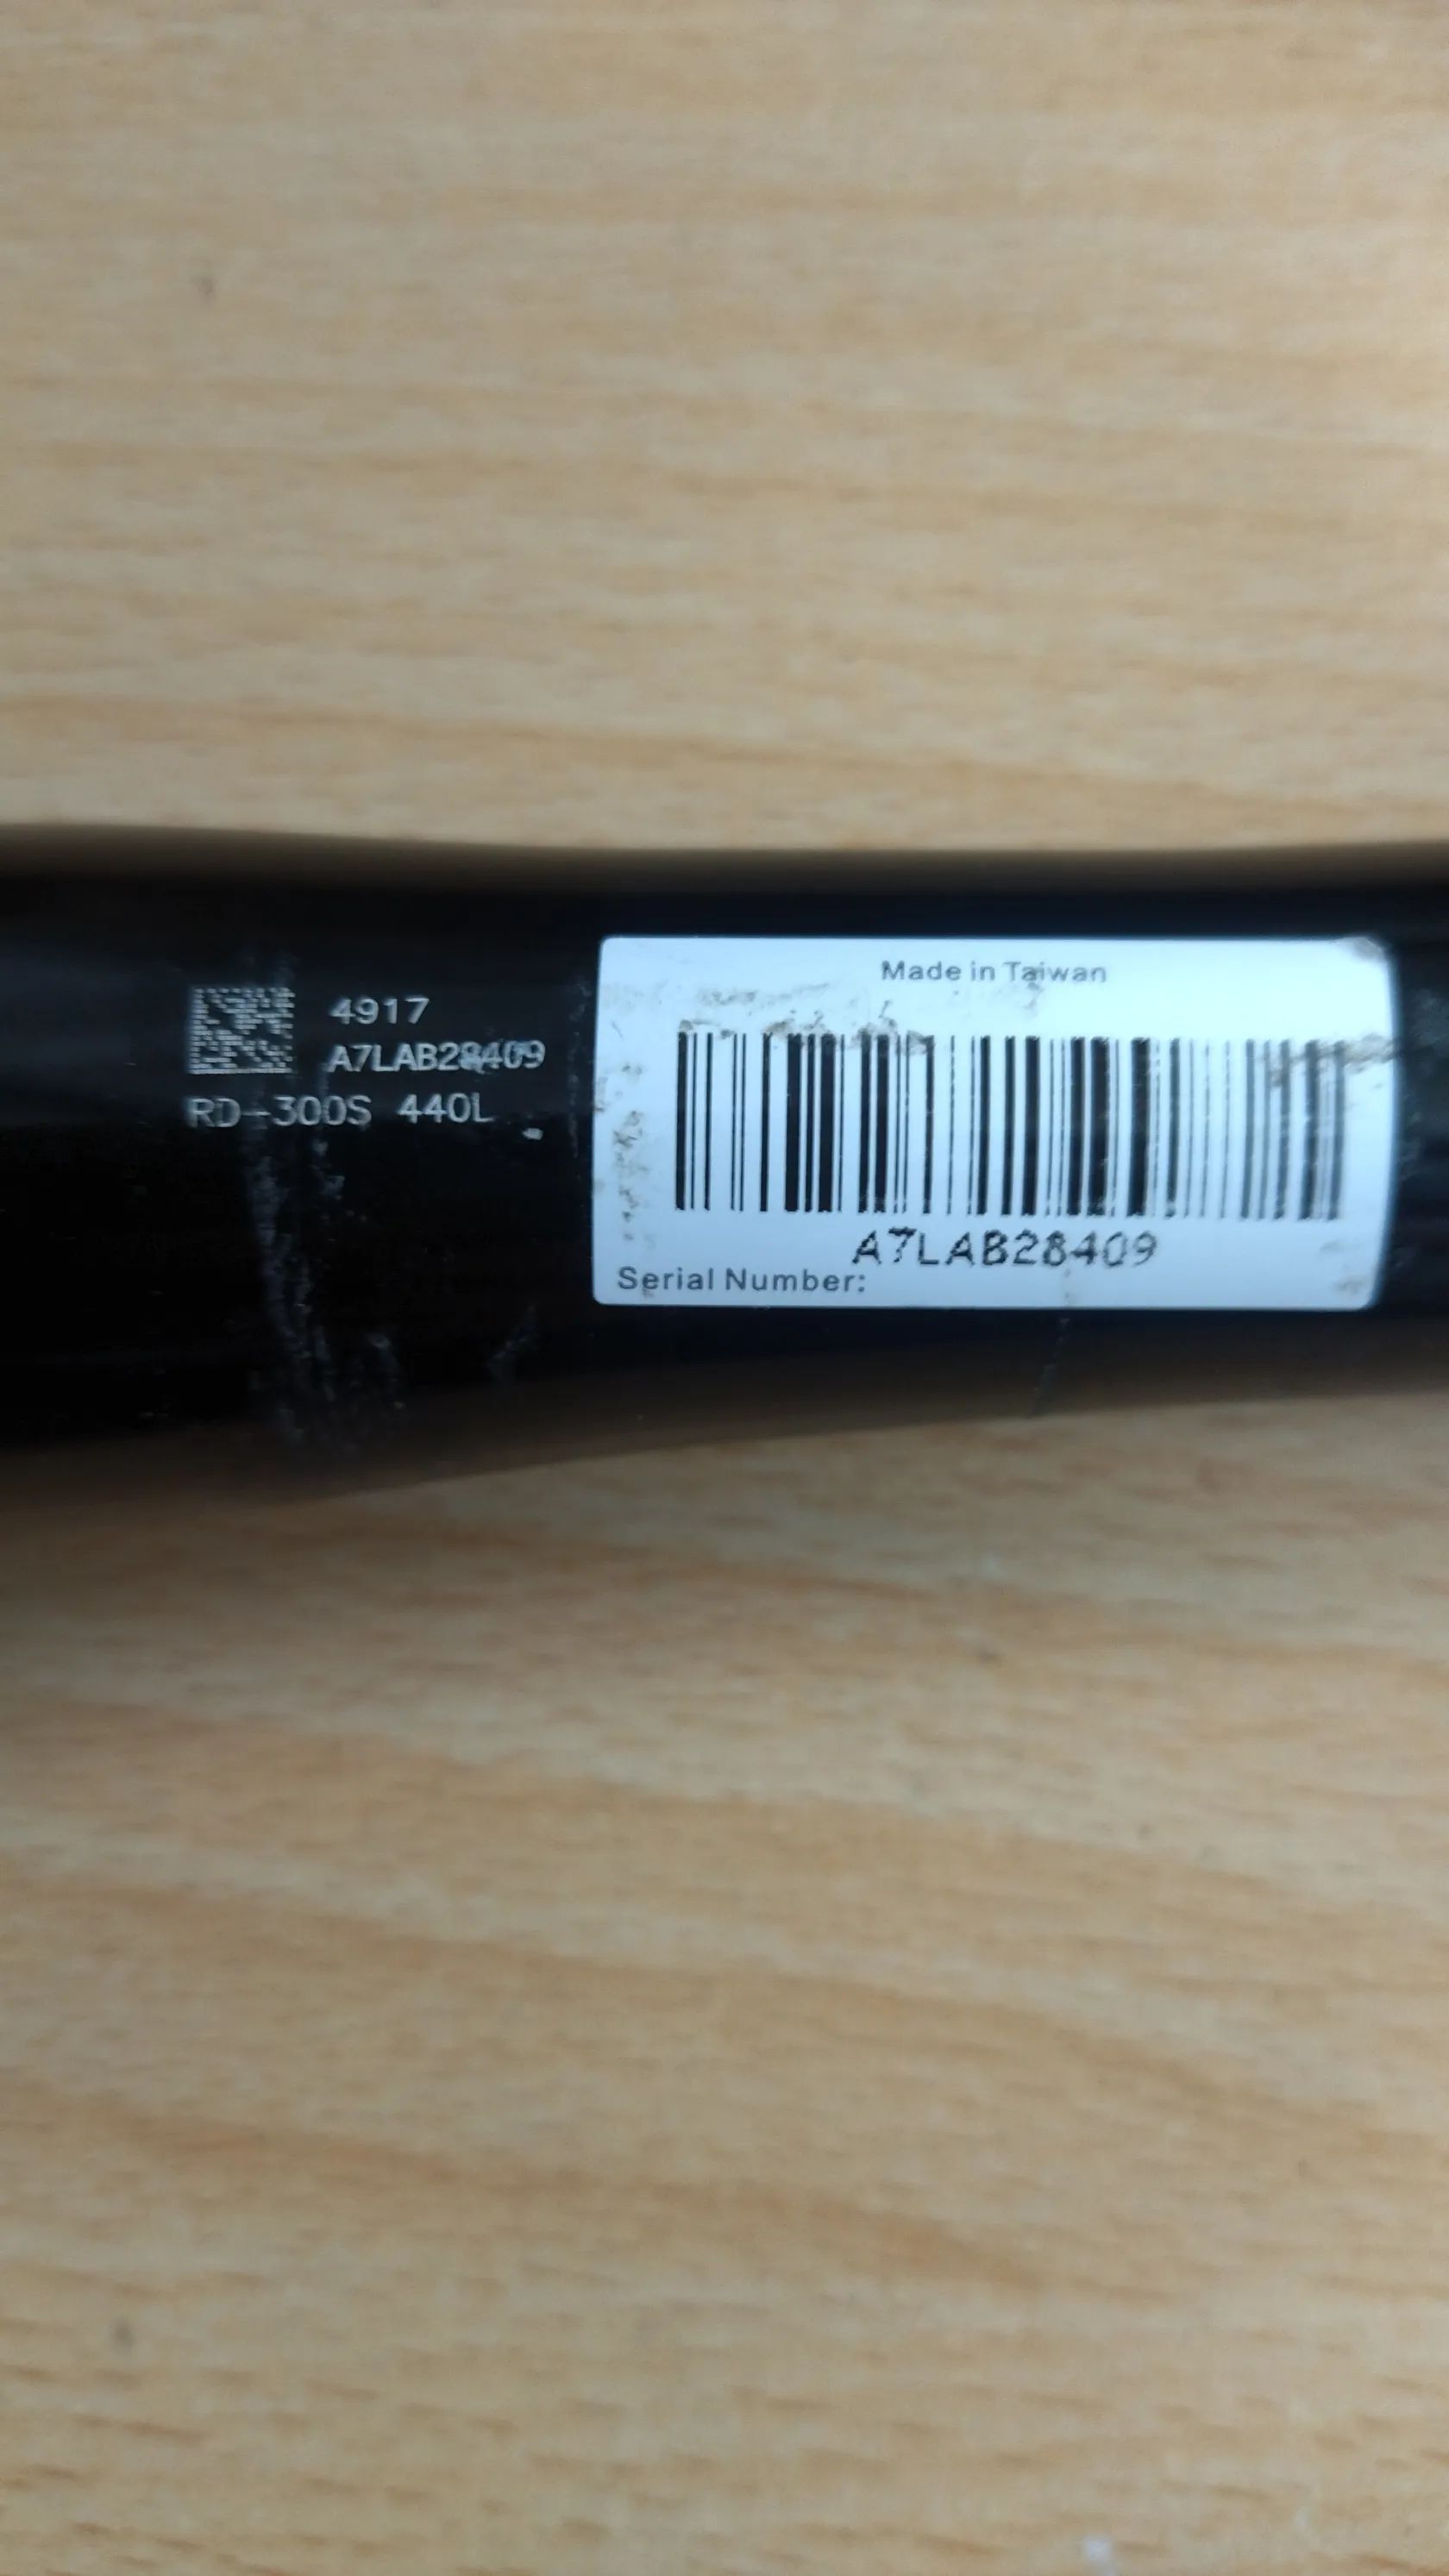 4917
A7LAB28409
RD-300S 440L
Made in Taiwan
A7LAB28409
Serial Number: